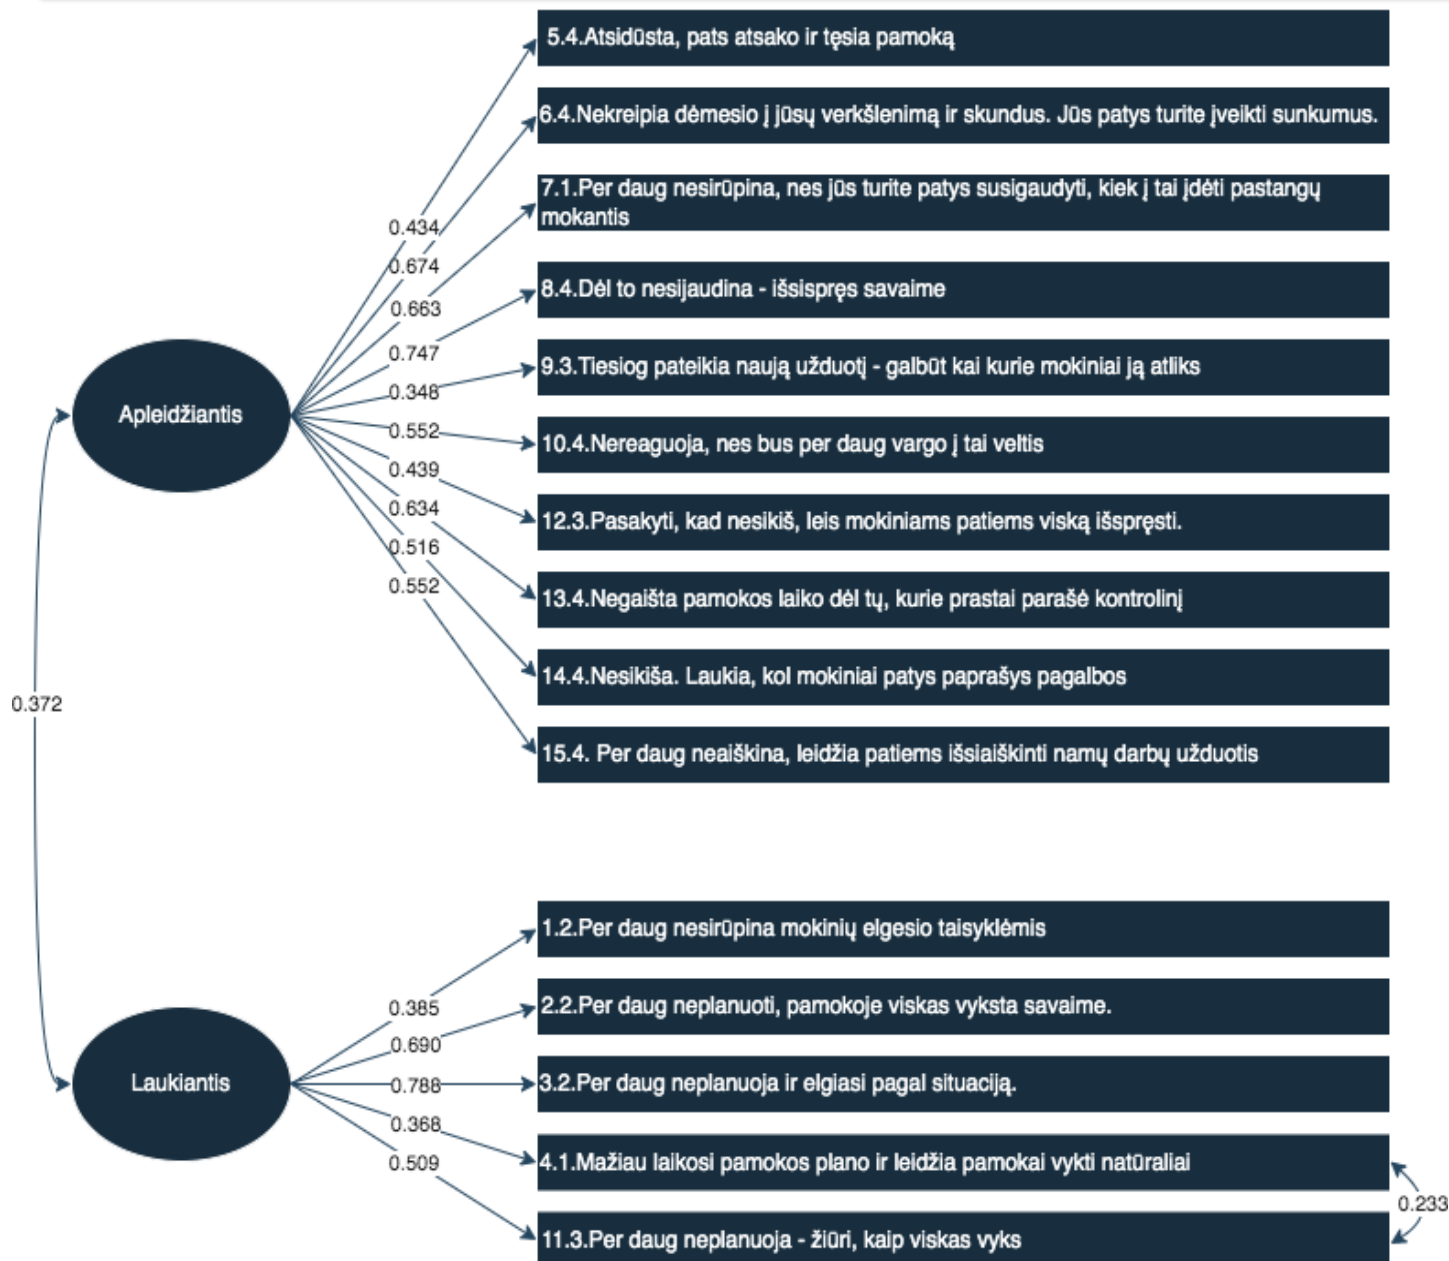 5.4.Atsidūsta, pats atsako ir tęsia pamoką
6.4.Nekreipia dėmesio į jūsų verkšlenimą ir skundus. Jūs patys turite įveikti sunkumus.
7.1.Per daug nesirūpina, nes jūs turite patys susigaudyti, kiek į tai įdėti pastangų
mokantis
8.4.Dėl to nesijaudina - išsispręs savaime
9.3.Tiesiog pateikia naują užduotį - galbūt kai kurie mokiniai ją atliks
10.4.Nereaguoja, nes bus per daug vargo į tai veltis
12.3.Pasakyti, kad nesikiš, leis mokiniams patiems viską išspręsti.
13.4.Negaišta pamokos laiko dėl tų, kurie prastai parašė kontrolinį
14.4.Nesikiša. Laukia, kol mokiniai patys paprašys pagalbos
15.4. Per daug neaiškina, leidžia patiems išsiaiškinti namų darbų užduotis
0.434
0.674
0.663
0.747
0.348
0.552
0.439
0.634
0.516
0.552
Apleidžiantis
0.372
1.2.Per daug nesirūpina mokinių elgesio taisyklėmis
2.2.Per daug neplanuoti, pamokoje viskas vyksta savaime.
3.2.Per daug neplanuoja ir elgiasi pagal situaciją.
4.1.Mažiau laikosi pamokos plano ir leidžia pamokai vykti natūraliai
11.3.Per daug neplanuoja - žiūri, kaip viskas vyks
0.385
0.690
0.788
0.368
0.509
Laukiantis
0.233